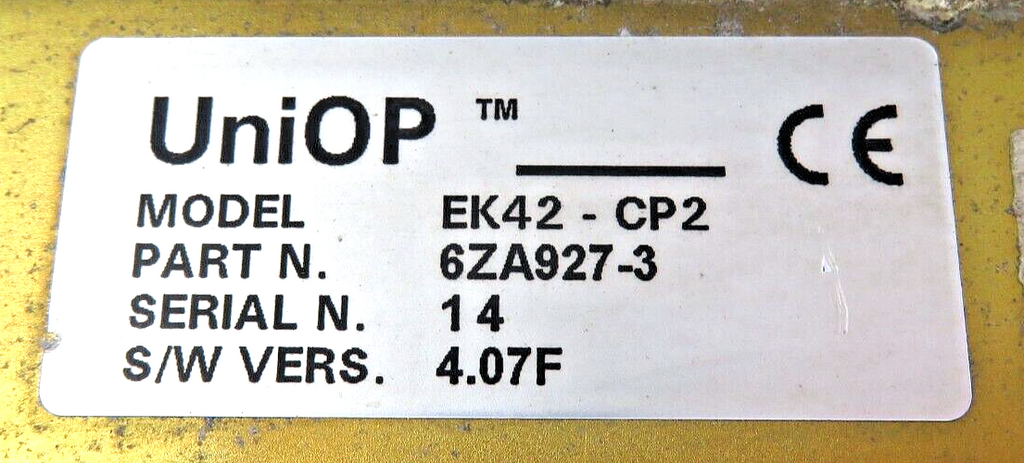 UniOP ™ CE
MODEL EK42 - CP2
PART N. 6ZA927-3
SERIAL N. 14
S/W VERS. 4.07F